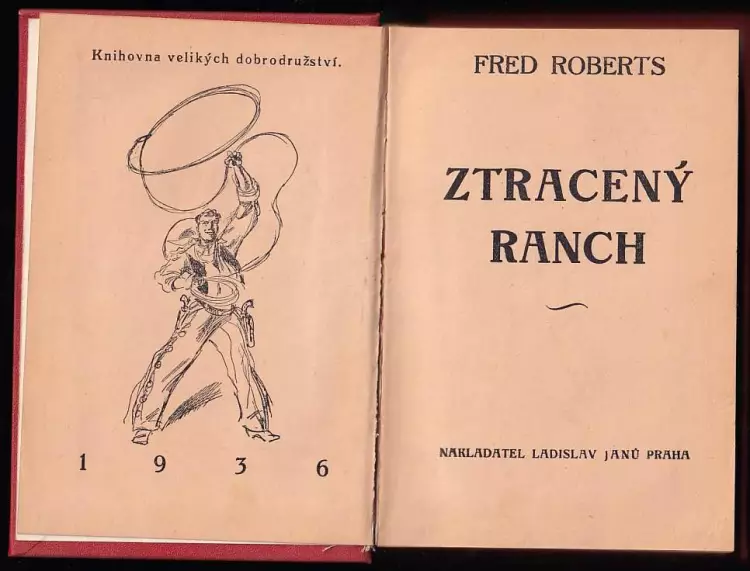 Knihovna velikých dobrodružství.
1 9 3 6
FRED ROBERTS
ZTRACENÝ
RANCH
NAKLADATEL LADISLAV JANŮ PRAHA